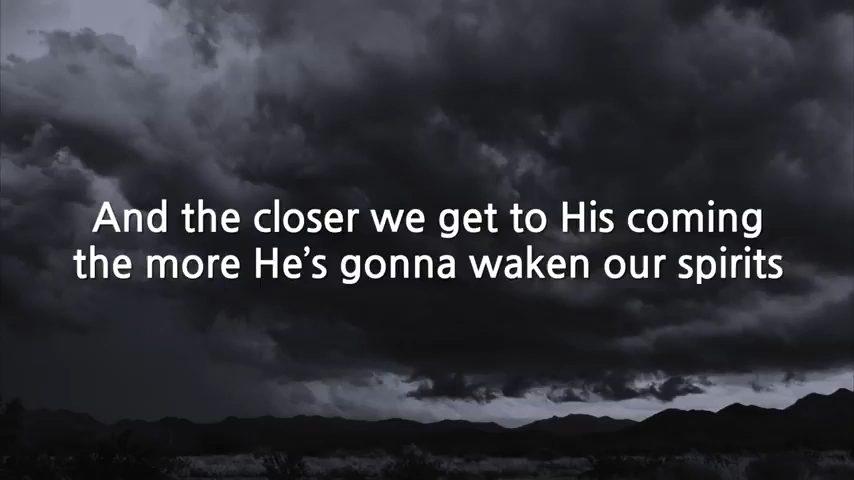 And the closer we get to His coming
the more He’s gonna waken our spirits